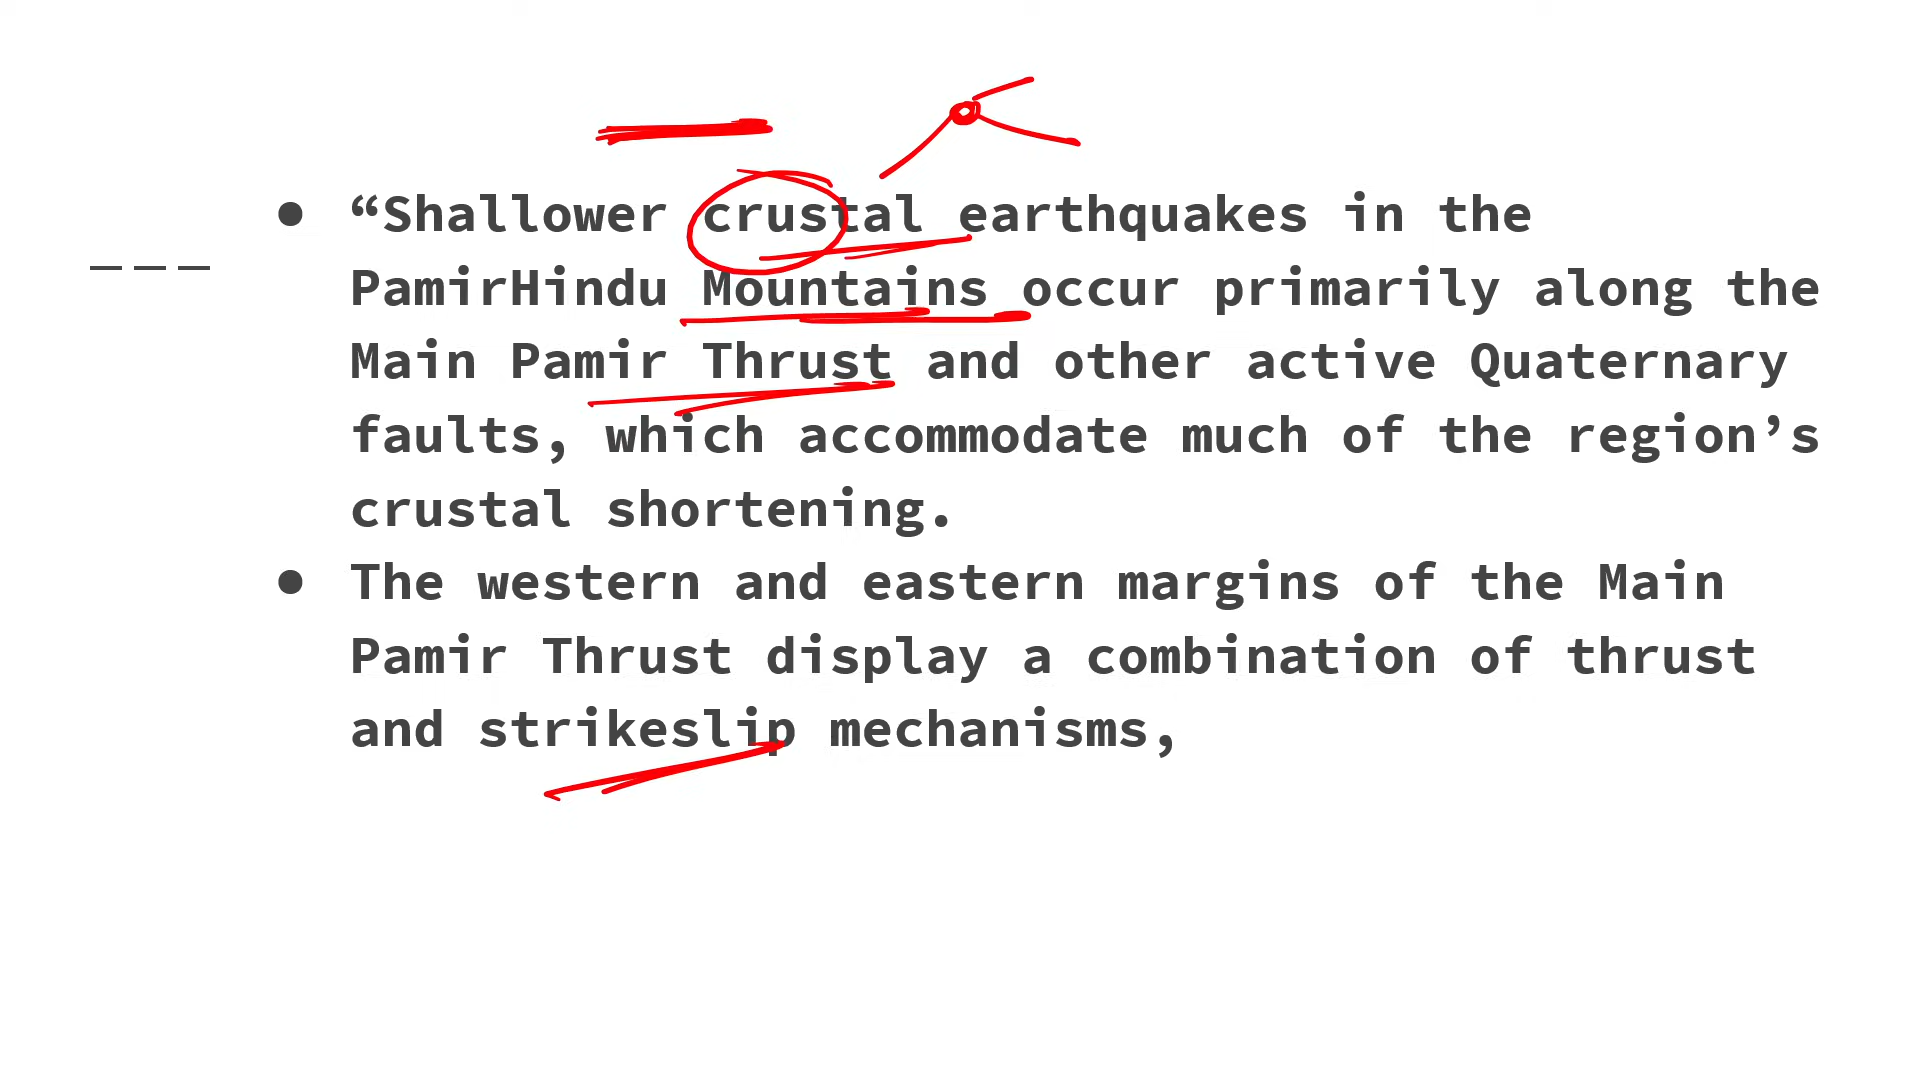 ● “Shallower crustal earthquakes in the
PamirHindu Mountains occur primarily along the
Main Pamir Thrust and other active Quaternary
faults, which accommodate much of the region’s
crustal shortening.
● The western and eastern margins of the Main
Pamir Thrust display a combination of thrust
and strikeslip mechanisms,